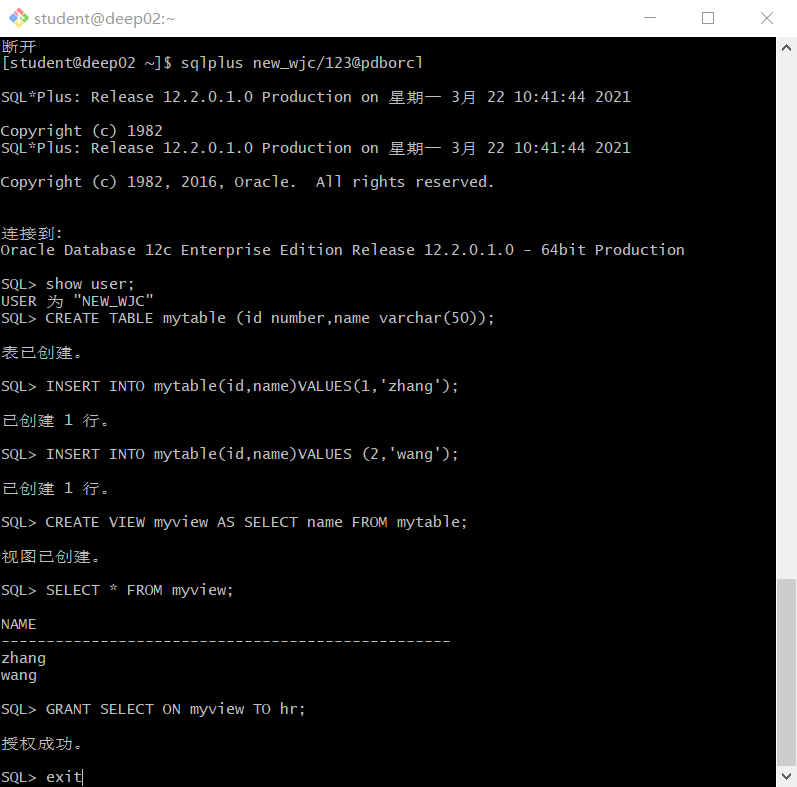 student@deep02:~
断开
[student@deep02 ~]$ sqlplus new_wjc/123@pdborcl
SQL*Plus: Release 12.2.0.1.0 Production on 星期一 3月 22 10:41:44 2021
Copyright (c) 1982
SQL*Plus: Release 12.2.0.1.0 Production on 星期一 3月 22 10:41:44 2021
Copyright (c) 1982, 2016, Oracle.  All rights reserved.
连接到:
Oracle Database 12c Enterprise Edition Release 12.2.0.1.0 - 64bit Production
SQL> show user;
USER 为 "NEW_WJC"
SQL> CREATE TABLE mytable (id number,name varchar(50));
表已创建。
SQL> INSERT INTO mytable(id,name)VALUES(1,'zhang');
已创建 1 行。
SQL> INSERT INTO mytable(id,name)VALUES (2,'wang');
已创建 1 行。
SQL> CREATE VIEW myview AS SELECT name FROM mytable;
视图已创建。
SQL> SELECT * FROM myview;
NAME
--------------------------------------------------
zhang
wang
SQL> GRANT SELECT ON myview TO hr;
授权成功。
SQL> exit